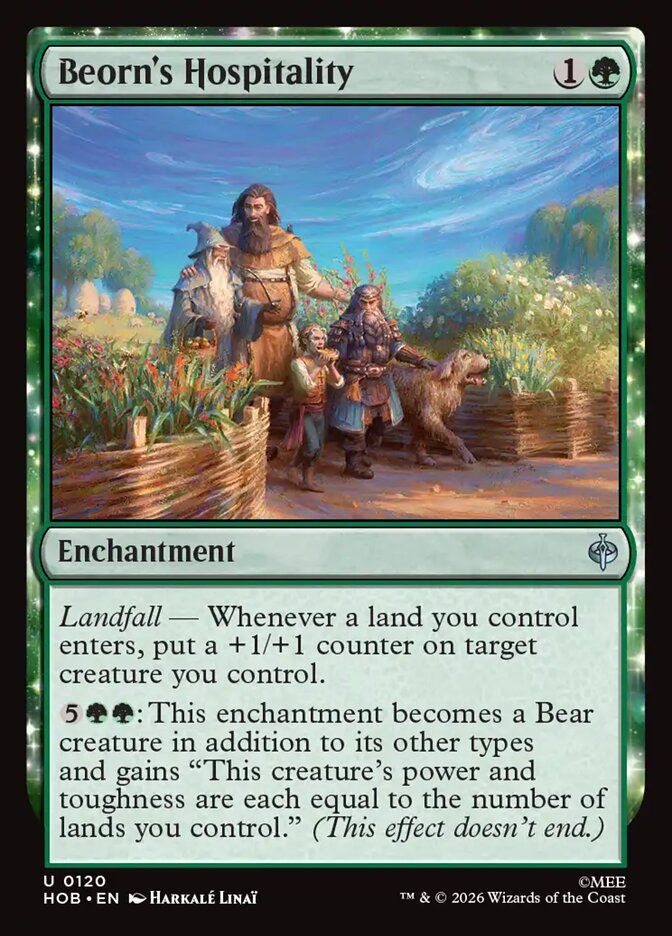 Beorn's Hospitality 1
Enchantment
Landfall — Whenever a land you control
enters, put a +1/+1 counter on target
creature you control.
5: This enchantment becomes a Bear
creature in addition to its other types
and gains “This creature's power and
toughness are each equal to the number of
lands you control.” (This effect doesn't end.)
U 0120
HOB • EN Harkalé Linaï
©MEE
™ & © 2026 Wizards of the Coast